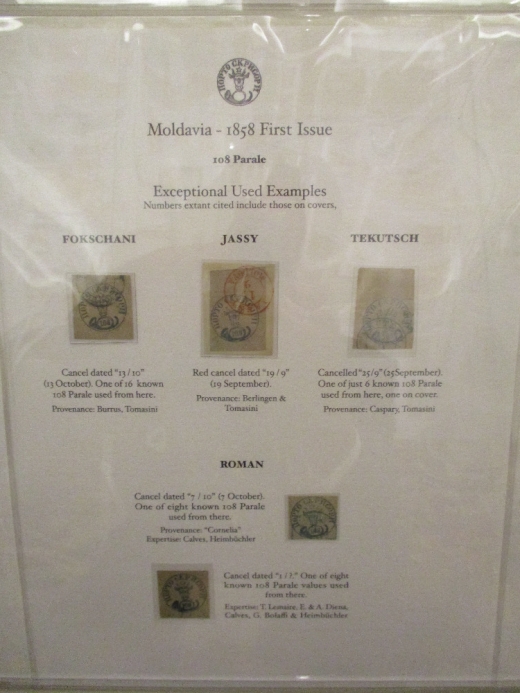 ПОРТО СКРИСОРИ
Moldavia - 1858 First Issue
108 Parale
Exceptional Used Examples
Numbers extant cited include those on covers,
FOKSCHANI
Cancel dated "13/10"
(13 October). One of 16 known
108 Parale used from here.
Provenance: Burrus, Tomasini
JASSY
Red cancel dated "19/9"
(19 September).
Provenance: Berlingen &
Tomasini
TEKUTSCH
Cancelled "25/9" (25September).
One of just 6 known 108 Parale
used from here, one on cover.
Provenance: Caspary, Tomasini
ROMAN
Cancel dated "7 / 10" (7 October).
One of eight known 108 Parale
used from there.
Provenance: "Cornelia"
Expertise: Calves, Heimbüchler
Cancel dated "1 / ?." One of eight
known 108 Parale values used
from there.
Expertise: T. Lemaire, E. & A. Diena,
Calves, G. Bolaffi & Heimbüchler